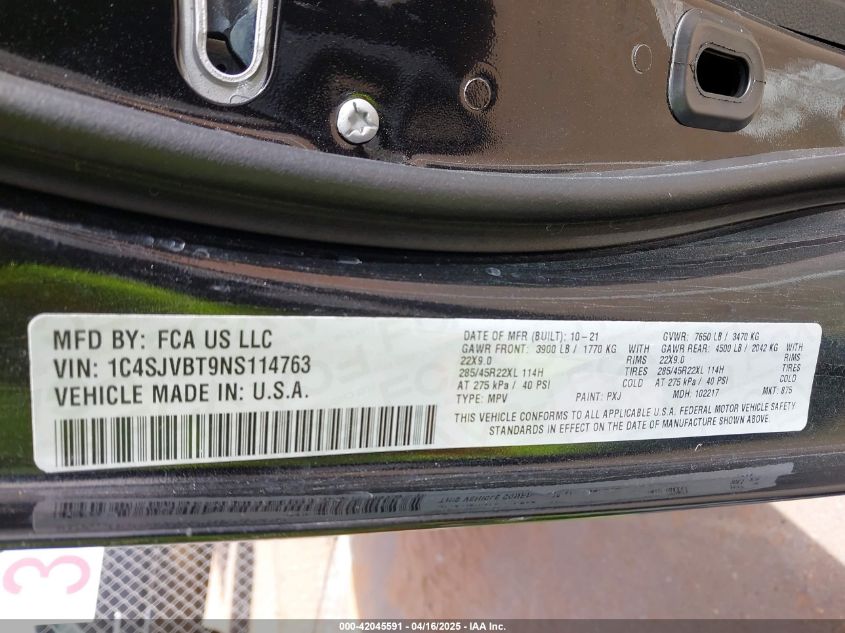 MFD BY: FCA US LLC
VIN: 1C4SJVBT9NS114763
VEHICLE MADE IN: U.S.A.
DATE OF MFR (BUILT): 10-21 GVWR: 7650 LB / 3470 KG
GAWR FRONT: 3900 LB / 1770 KG WITH GAWR REAR: 4500 LB / 2042 KG WITH
22X9.0 RIMS 22X9.0 RIMS
285/45R22XL 114H TIRES 285/45R22XL 114H TIRES
AT 275 kPa / 40 PSI COLD AT 275 kPa / 40 PSI COLD
TYPE: MPV PAINT: PXJ MDH: 102217 MKT: 875
THIS VEHICLE CONFORMS TO ALL APPLICABLE U.S.A. FEDERAL MOTOR VEHICLE SAFETY
STANDARDS IN EFFECT ON THE DATE OF MANUFACTURE SHOWN ABOVE.
3
000-42045591 - 04/16/2025 - IAA Inc.